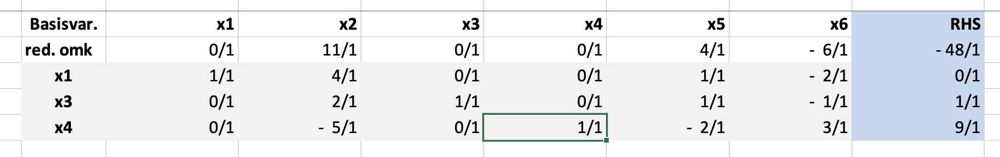 Basisvar. x1 x2 x3 x4 x5 x6 RHS
red. omk 0/1 11/1 0/1 0/1 4/1 - 6/1 - 48/1
x1 1/1 4/1 0/1 0/1 1/1 - 2/1 0/1
x3 0/1 2/1 1/1 0/1 1/1 - 1/1 1/1
x4 0/1 - 5/1 0/1 1/1 - 2/1 3/1 9/1